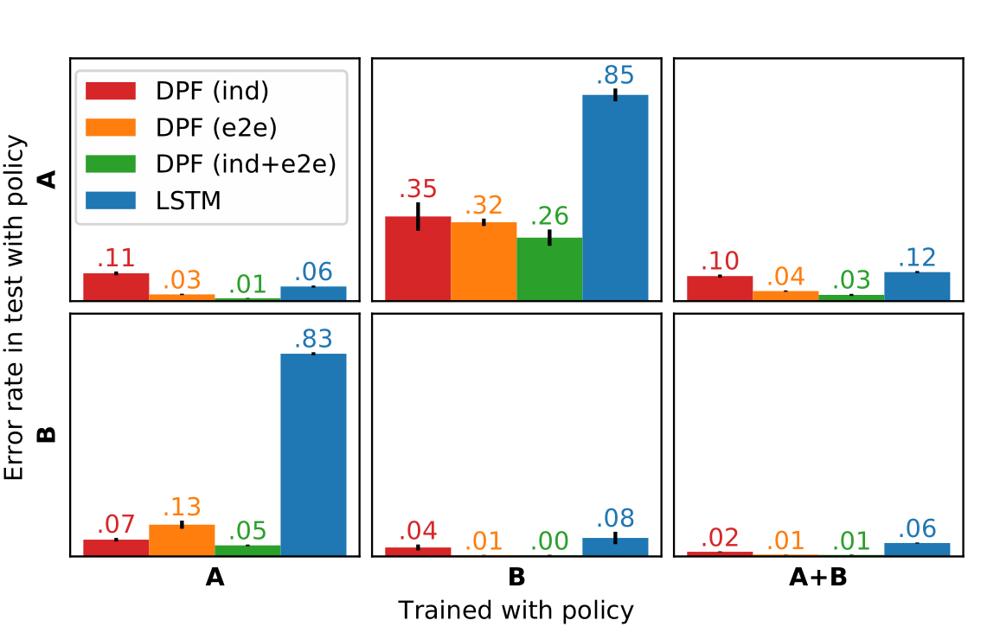 DPF (ind)
DPF (e2e)
DPF (ind+e2e)
LSTM
.11
.03
.01
.06
.35
.32
.26
.85
.10
.04
.03
.12
.07
.13
.05
.83
.04
.01
.00
.08
.02
.01
.01
.06
Error rate in test with policy
A
B
A
B
A+B
Trained with policy